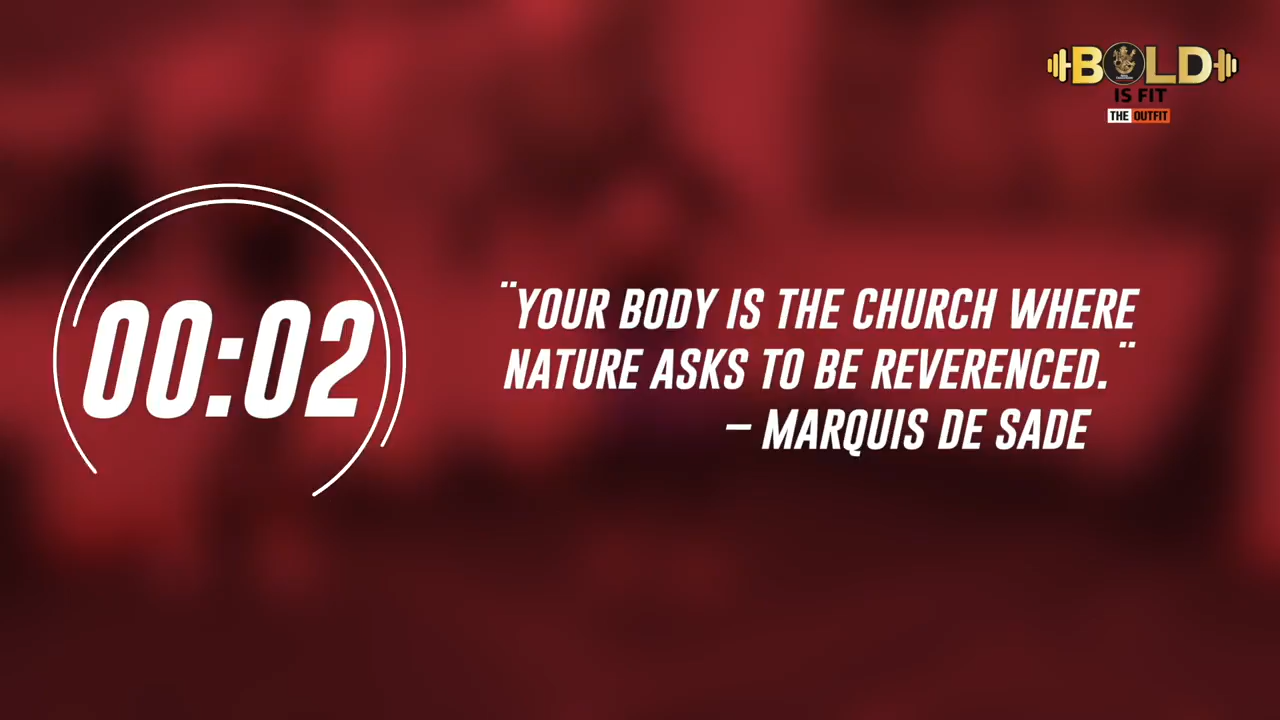 BOLD
IS FIT
THE OUTFIT
00:02
¨YOUR BODY IS THE CHURCH WHERE
NATURE ASKS TO BE REVERENCED.¨
– MARQUIS DE SADE